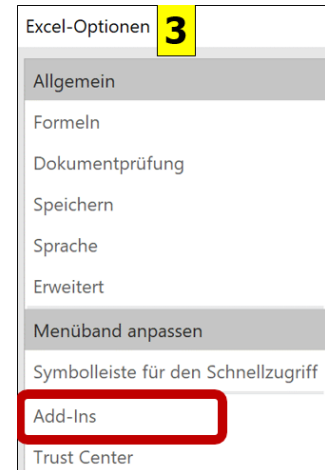 Excel-Optionen 3
Allgemein
Formeln
Dokumentprüfung
Speichern
Sprache
Erweitert
Menüband anpassen
Symbolleiste für den Schnellzugriff
Add-Ins
Trust Center